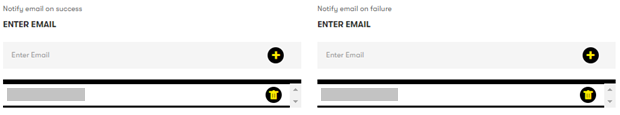 Notify email on success
ENTER EMAIL
Enter Email
Notify email on failure
ENTER EMAIL
Enter Email